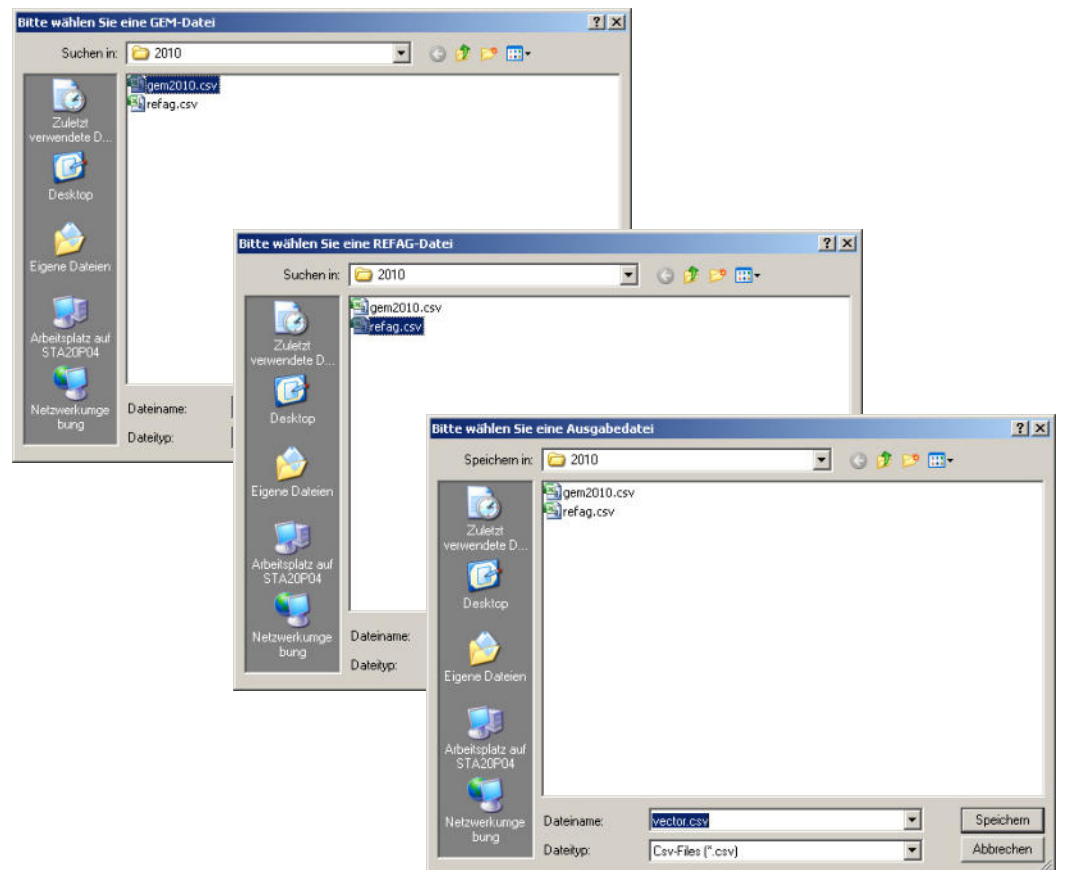 Bitte wählen Sie eine GEM-Datei
Suchen in:
2010
gem2010.csv
refag.csv
Zuletzt
verwendete D...
Desktop
Eigene Dateien
Arbeitsplatz auf
STA20P04
Netzwerkumge
bung
Dateiname:
Dateityp:
Bitte wählen Sie eine REFAG-Datei
Suchen in:
2010
gem2010.csv
refag.csv
Zuletzt
verwendete D...
Desktop
Eigene Dateien
Arbeitsplatz auf
STA20P04
Netzwerkumge
bung
Dateiname:
Dateityp:
Bitte wählen Sie eine Ausgabedatei
Speichern in:
2010
gem2010.csv
refag.csv
Zuletzt
verwendete D...
Desktop
Eigene Dateien
Arbeitsplatz auf
STA20P04
Netzwerkumge
bung
Dateiname:
vector.csv
Speichern
Dateityp:
Csv-Files (*.csv)
Abbrechen